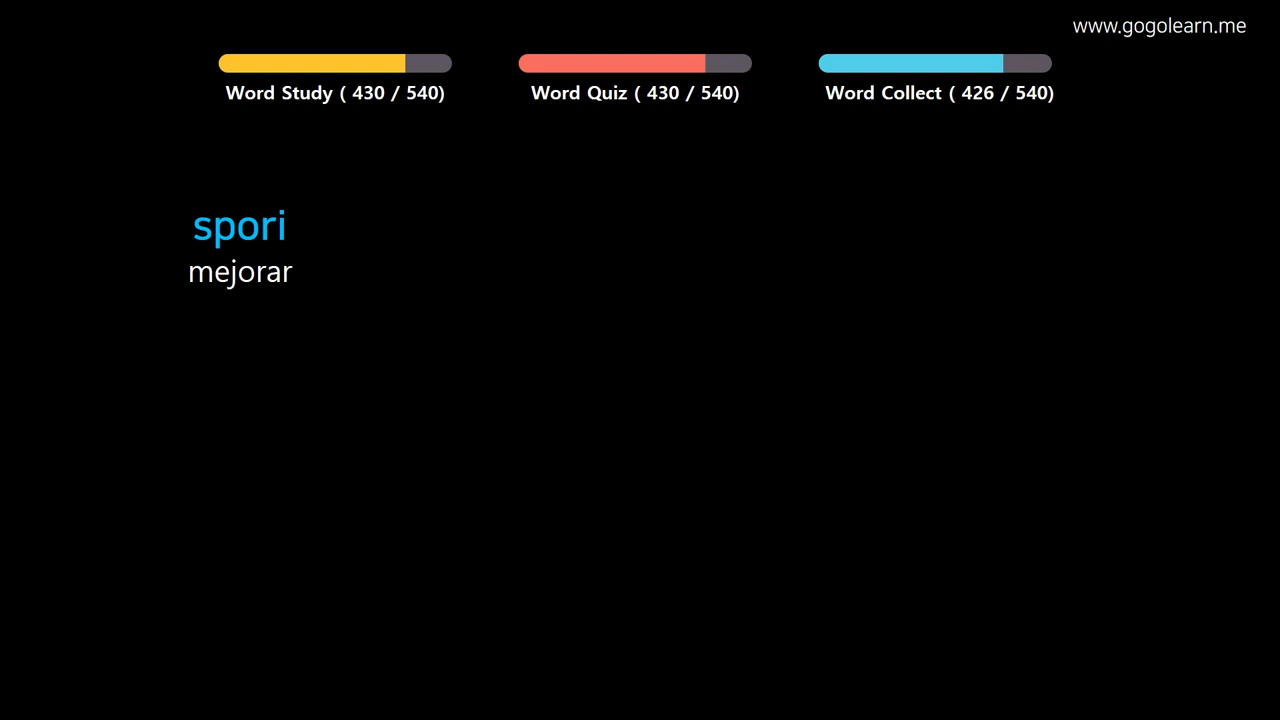 www.gogolearn.me
Word Study ( 430 / 540)
Word Quiz ( 430 / 540)
Word Collect ( 426 / 540)
spori
mejorar